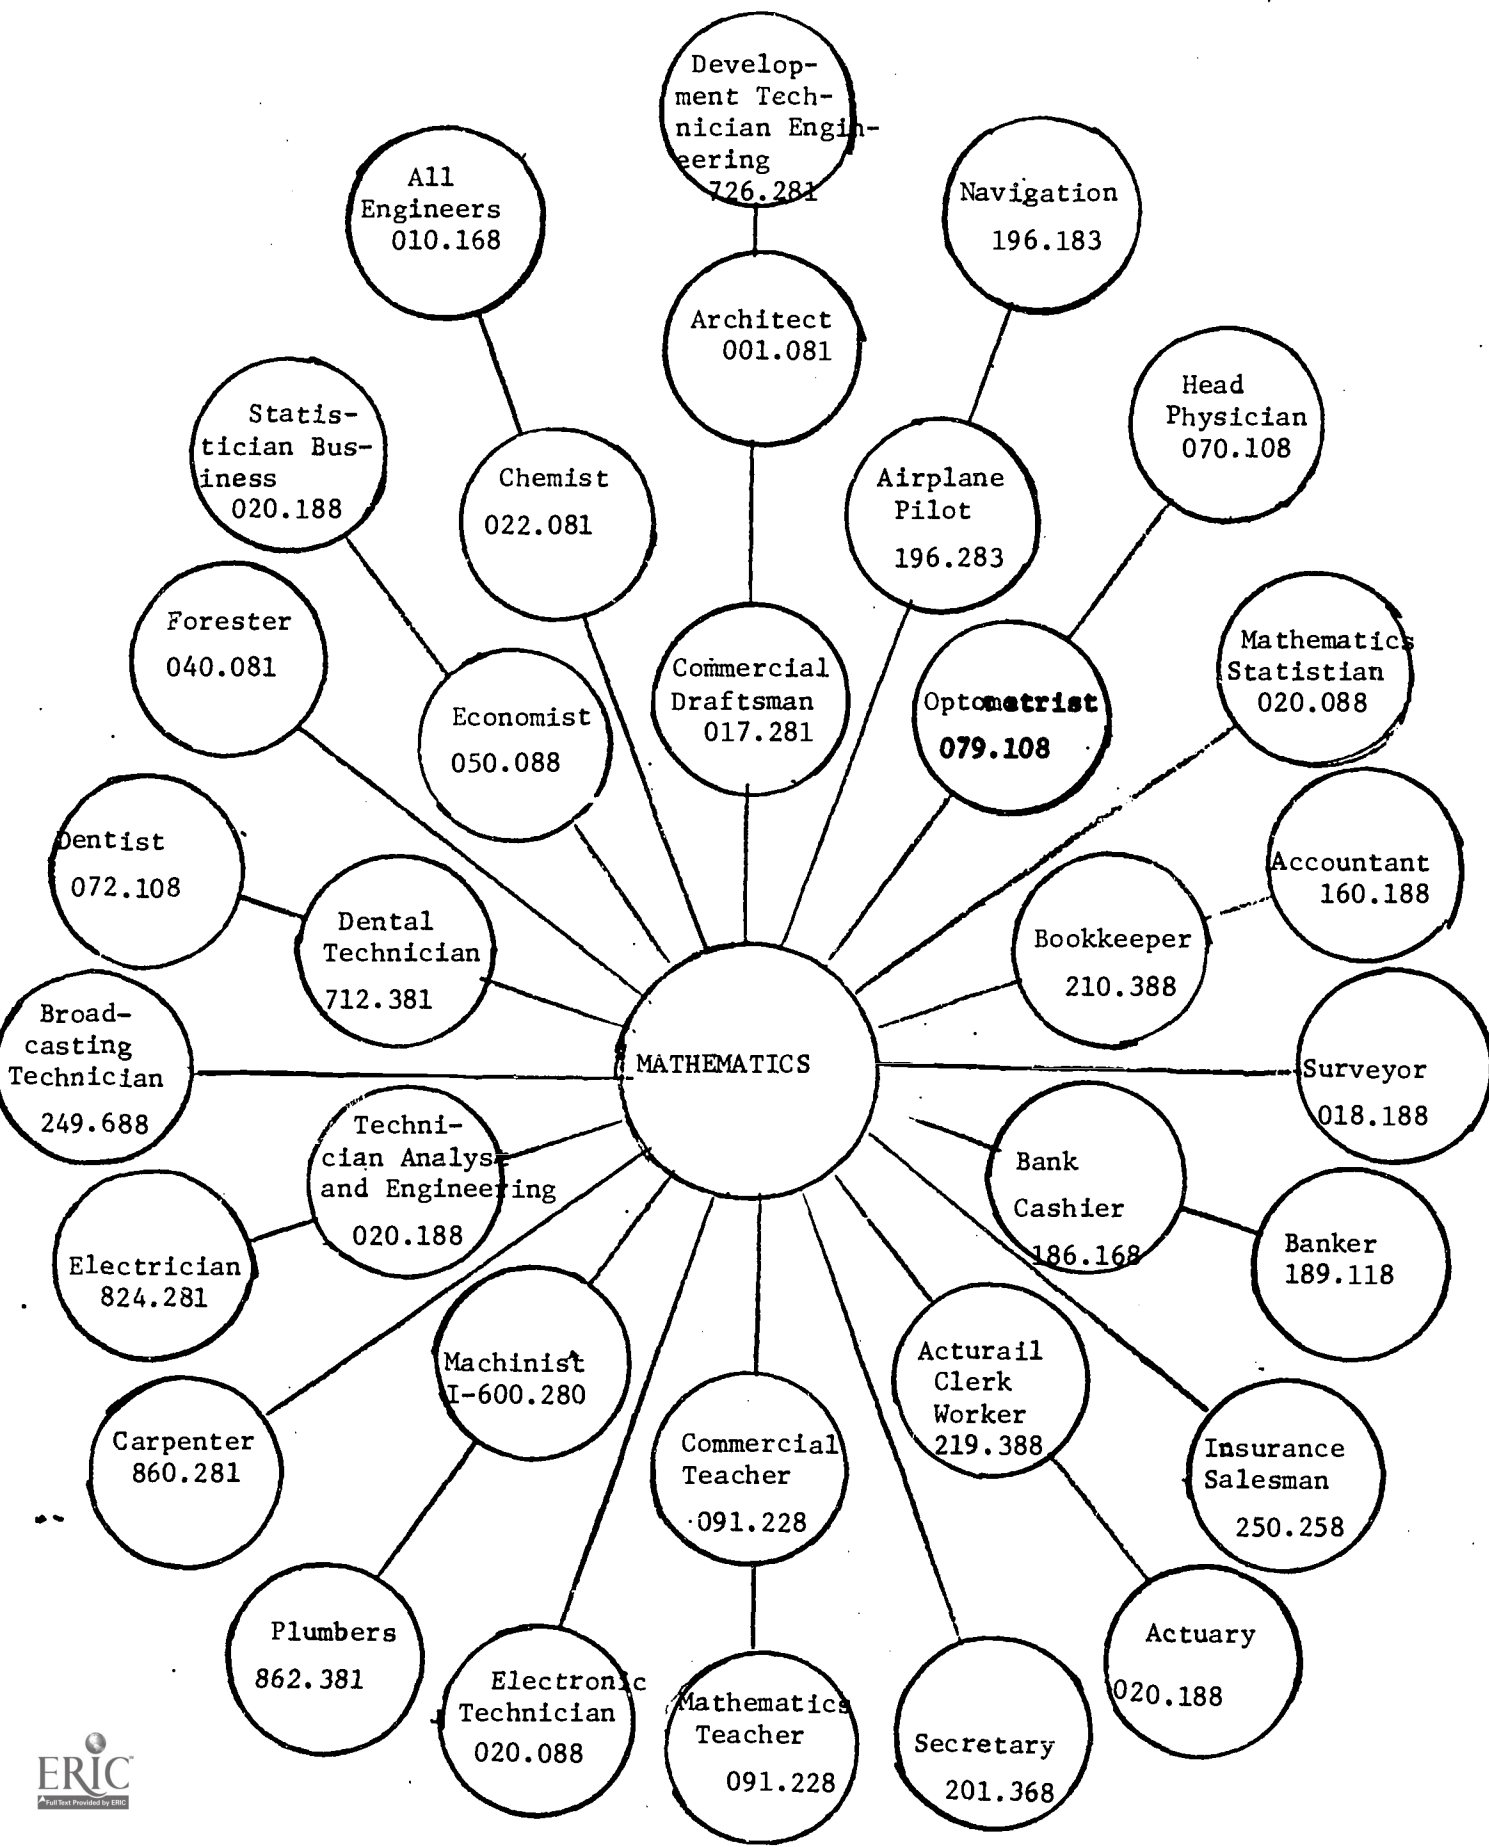 Develop-
ment Tech-
nician Engin-
eering
726.281
All
Engineers
010.168
Navigation
196.183
Architect
001.081
Head
Physician
070.108
Statis-
tician Bus-
iness
020.188
Chemist
022.081
Airplane
Pilot
196.283
Forester
040.081
Economist
050.088
Commercial
Draftsman
017.281
Optometrist
079.108
Mathematics
Statistian
020.088
Dentist
072.108
Dental
Technician
712.381
Bookkeeper
210.388
Accountant
160.188
Broad-
casting
Technician
249.688
MATHEMATICS
Surveyor
018.188
Techni-
cian Analyst
and Engineering
020.188
Bank
Cashier
186.168
Electrician
824.281
Banker
189.118
Machinist
I-600.280
Acturail
Clerk
Worker
219.388
Carpenter
860.281
Commercial
Teacher
091.228
Insurance
Salesman
250.258
Plumbers
862.381
Electronic
Technician
020.088
Mathematics
Teacher
091.228
Secretary
201.368
Actuary
020.188
ERIC
Full Text Provided by ERIC